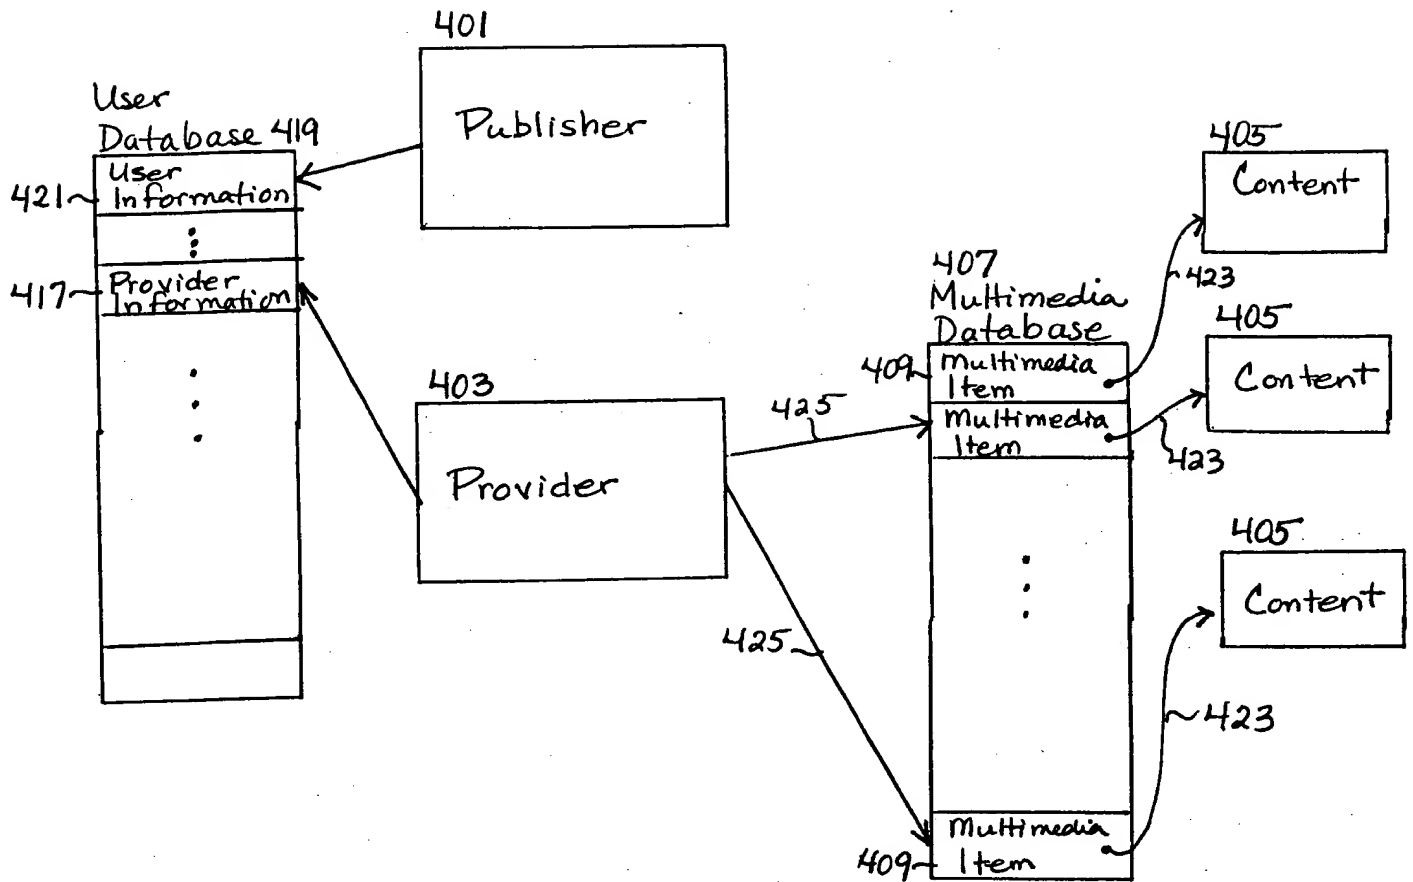 401
Publisher
User
Database 419
User
Information
421
Provider
Information
417
403
Provider
425
425
407
Multimedia
Database
409
Multimedia
Item
Multimedia
Item
Multimedia
Item
409
405
Content
423
405
Content
423
405
Content
423